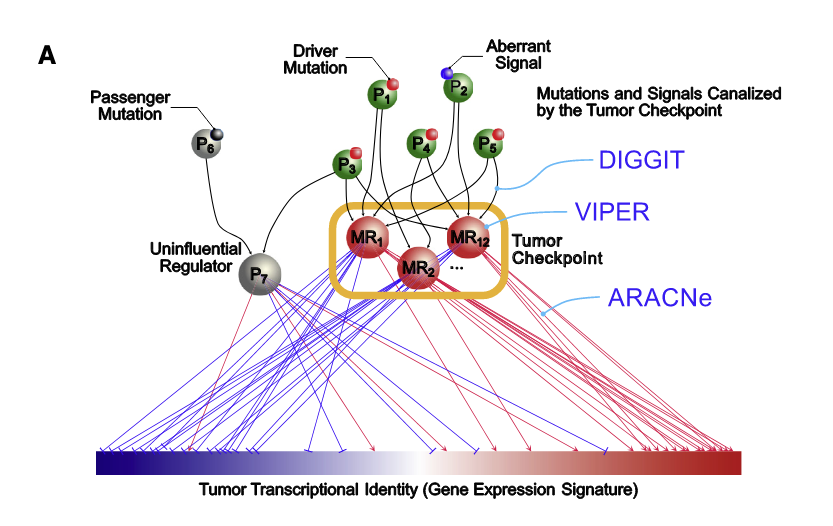 A
Driver
Mutation
Aberrant
Signal
Passenger
Mutation
Mutations and Signals Canalized
by the Tumor Checkpoint
P1
P2
P6
P3
P4
P5
DIGGIT
VIPER
MR1
MR12
MR2
...
Tumor
Checkpoint
Uninfluential
Regulator
P7
ARACNe
Tumor Transcriptional Identity (Gene Expression Signature)